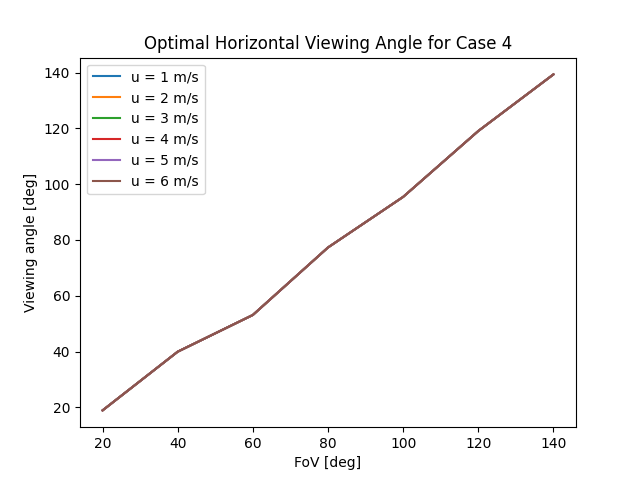 Optimal Horizontal Viewing Angle for Case 4
u = 1 m/s
u = 2 m/s
u = 3 m/s
u = 4 m/s
u = 5 m/s
u = 6 m/s
Viewing angle [deg]
140
120
100
80
60
40
20
20 40 60 80 100 120 140
FoV [deg]